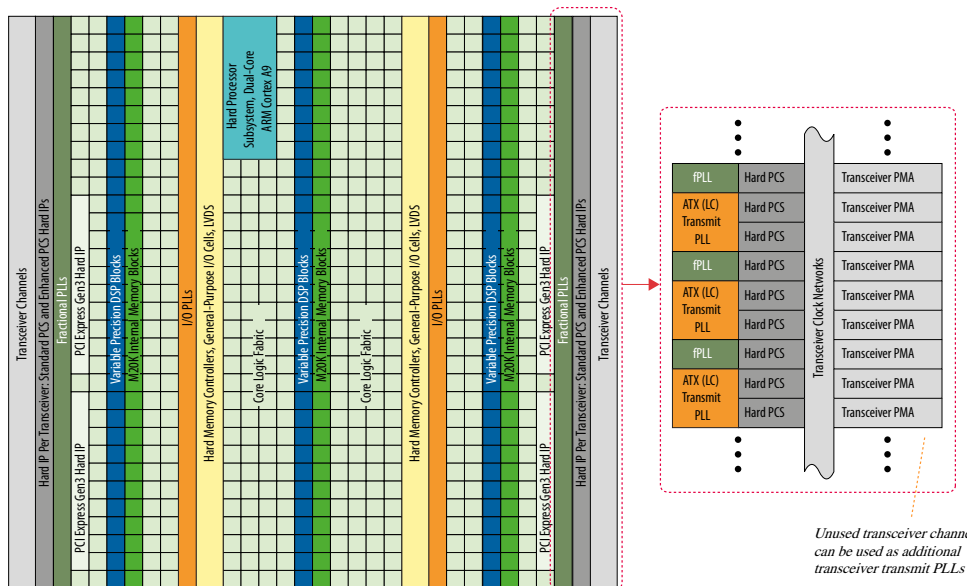 Transceiver Channels
Hard IP Per Transceiver: Standard PCS and Enhanced PCS Hard IPs
Fractional PLLs
PCI Express Gen3 Hard IP
PCI Express Gen3 Hard IP
Variable Precision DSP Blocks
M20K Internal Memory Blocks
I/O PLLs
Hard Memory Controllers, General-Purpose I/O Cells, LVDS
Hard Processor
Subsystem, Dual-Core
ARM Cortex A9
Core Logic Fabric
Variable Precision DSP Blocks
M20K Internal Memory Blocks
Core Logic Fabric
Hard Memory Controllers, General-Purpose I/O Cells, LVDS
I/O PLLs
Variable Precision DSP Blocks
M20K Internal Memory Blocks
PCI Express Gen3 Hard IP
PCI Express Gen3 Hard IP
Fractional PLLs
Hard IP Per Transceiver: Standard PCS and Enhanced PCS Hard IPs
Transceiver Channels
fPLL
ATX (LC)
Transmit
PLL
fPLL
ATX (LC)
Transmit
PLL
fPLL
ATX (LC)
Transmit
PLL
Hard PCS
Hard PCS
Hard PCS
Hard PCS
Hard PCS
Hard PCS
Hard PCS
Hard PCS
Hard PCS
Transceiver Clock Networks
Transceiver PMA
Transceiver PMA
Transceiver PMA
Transceiver PMA
Transceiver PMA
Transceiver PMA
Transceiver PMA
Transceiver PMA
Transceiver PMA
Unused transceiver
can be used as additional
transceiver transmit PLLs